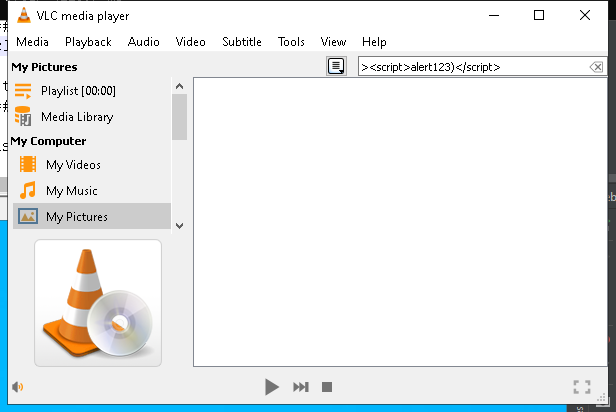 VLC media player
Media Playback Audio Video Subtitle Tools View Help
My Pictures
><script>alert123)</script>
Playlist [00:00]
Media Library
My Computer
My Videos
My Music
My Pictures